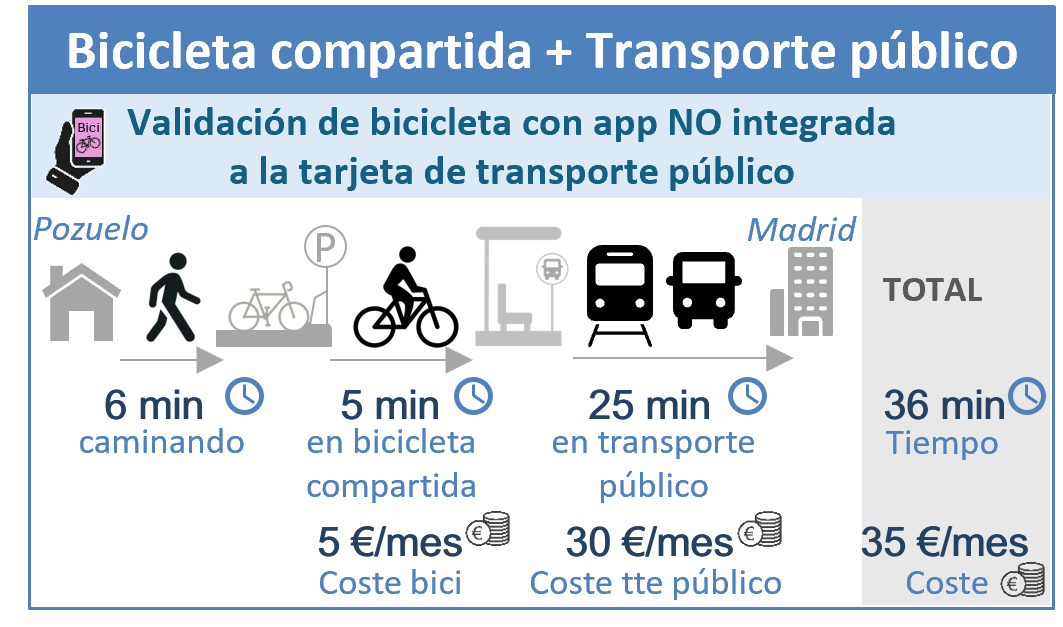 Bicicleta compartida + Transporte público
Bici
Validación de bicicleta con app NO integrada
a la tarjeta de transporte público
Pozuelo
P
Madrid
TOTAL
6 min
caminando
5 min
en bicicleta
compartida
25 min
en transporte
público
36 min
Tiempo
5 €/mes
€
Coste bici
30 €/mes
€
Coste tte público
35 €/mes
Coste
€